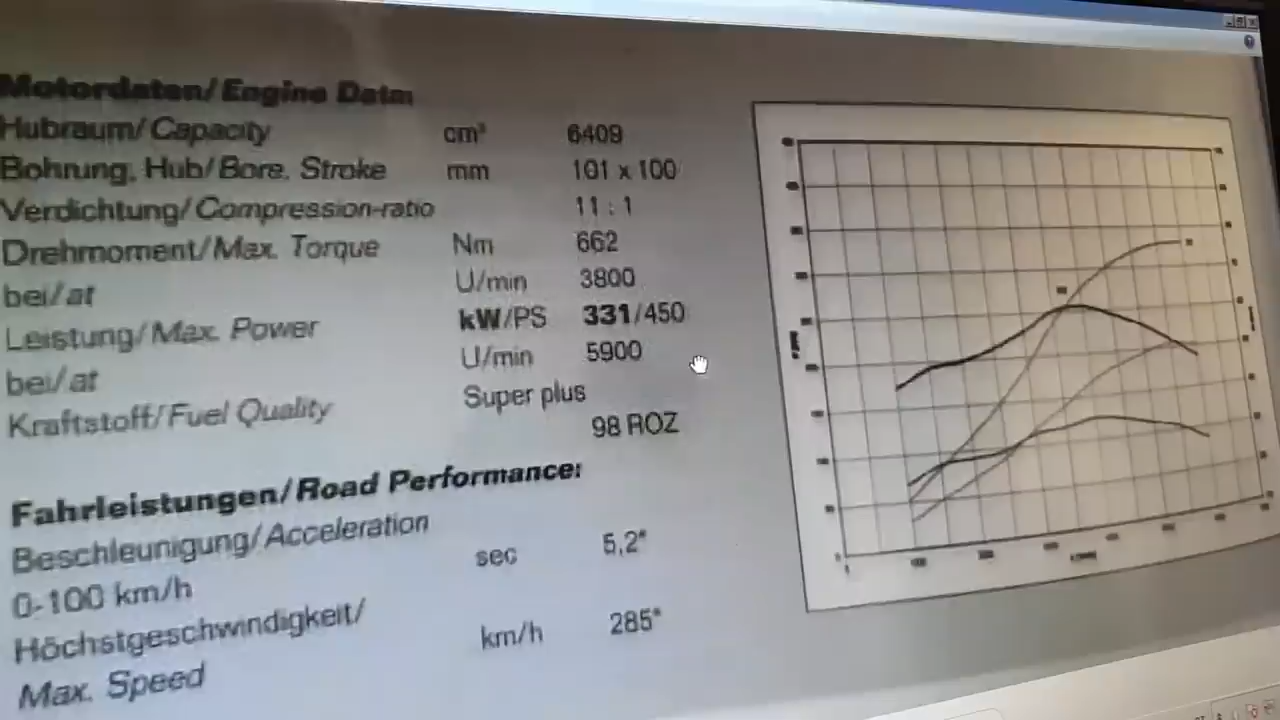 Motordaten/Engine Data:
Hubraum/Capacity cm³ 6409
Bohrung, Hub/Bore, Stroke mm 101 x 100
Verdichtung/Compression-ratio 11 : 1
Drehmoment/Max. Torque Nm 662
bei/at U/min 3800
Leistung/Max. Power kW/PS 331/450
bei/at U/min 5900
Kraftstoff/Fuel Quality Super plus
98 ROZ
Fahrleistungen/Road Performance:
Beschleunigung/Acceleration
0-100 km/h sec 5,2*
Höchstgeschwindigkeit/
Max. Speed km/h 285*